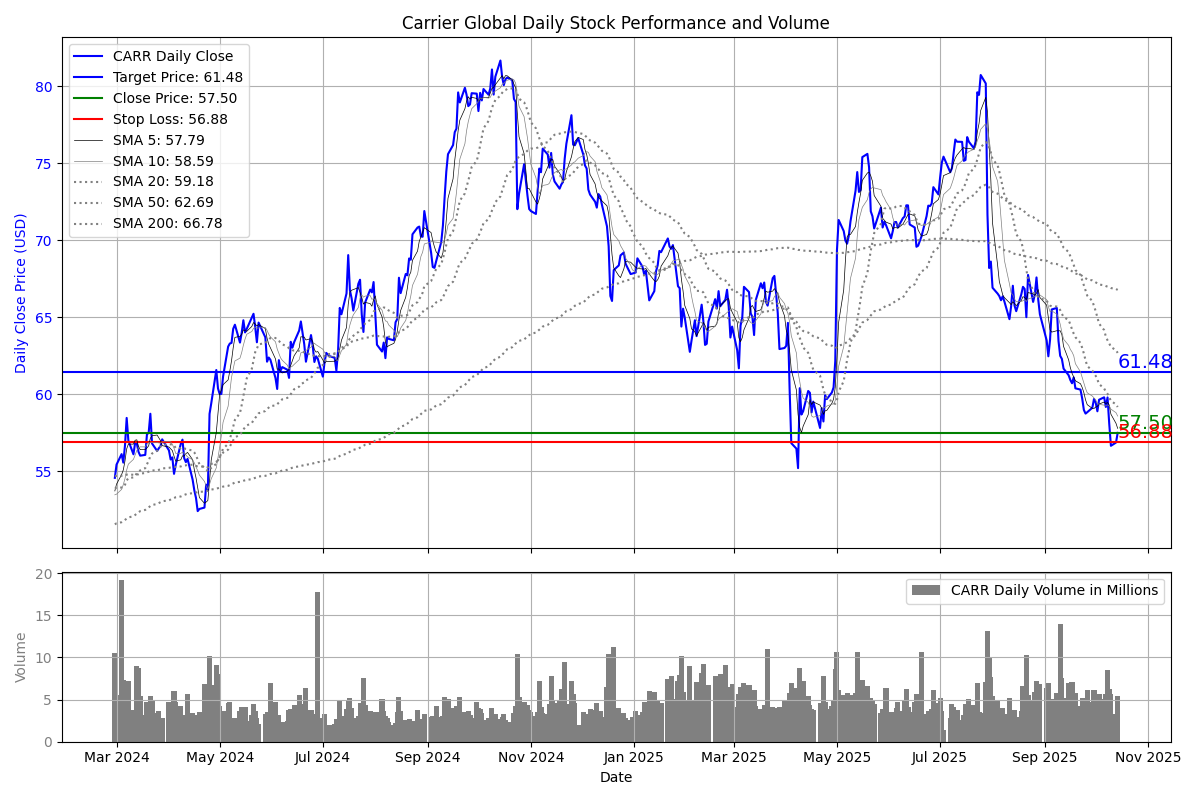 Carrier Global Daily Stock Performance and Volume
CARR Daily Close
Target Price: 61.48
Close Price: 57.50
Stop Loss: 56.88
SMA 5: 57.79
SMA 10: 58.59
SMA 20: 59.18
SMA 50: 62.69
SMA 200: 66.78
Daily Close Price (USD)
80
75
70
65
60
55
61.48
57.50
56.88
CARR Daily Volume in Millions
Volume
20
15
10
5
0
Mar 2024 May 2024 Jul 2024 Sep 2024 Nov 2024 Jan 2025 Mar 2025 May 2025 Jul 2025 Sep 2025 Nov 2025
Date